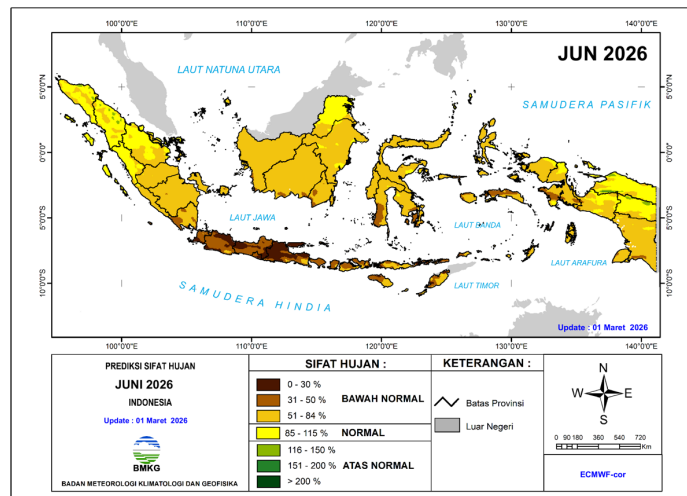 100°0'0"E 110°0'0"E 120°0'0"E 130°0'0"E 140°0'0"E
JUN 2026
LAUT NATUNA UTARA
SAMUDERA PASIFIK
5°0'0"N 5°0'0"N
0°0'0" 0°0'0"
5°0'0"S 5°0'0"S
10°0'0"S 10°0'0"S
LAUT JAWA
LAUT BANDA
LAUT ARAFURA
LAUT TIMOR
SAMUDERA HINDIA
Update : 01 Maret 2026
100°0'0"E 110°0'0"E 120°0'0"E 130°0'0"E 140°0'0"E
PREDIKSI SIFAT HUJAN
JUNI 2026
INDONESIA
Update : 01 Maret 2026
BMKG
BADAN METEOROLOGI KLIMATOLOGI DAN GEOFISIKA
SIFAT HUJAN :
0 - 30 %
31 - 50 % BAWAH NORMAL
51 - 84 %
85 - 115 % NORMAL
116 - 150 %
151 - 200 % ATAS NORMAL
> 200 %
KETERANGAN :
Batas Provinsi
Luar Negeri
N
W E
S
0 90 180 360 540 720
Km
ECMWF-cor